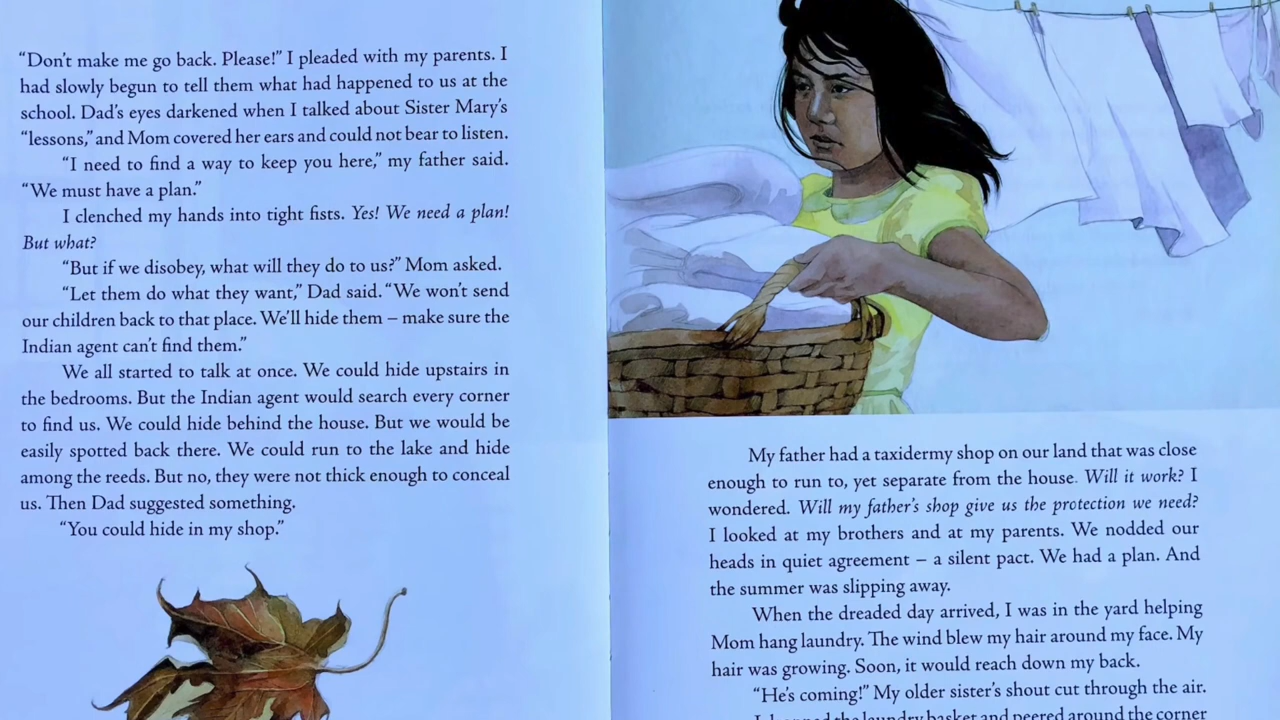 “Don’t make me go back. Please!” I pleaded with my parents. I
had slowly begun to tell them what had happened to us at the
school. Dad’s eyes darkened when I talked about Sister Mary’s
“lessons,” and Mom covered her ears and could not bear to listen.
“I need to find a way to keep you here,” my father said.
“We must have a plan.”
I clenched my hands into tight fists. Yes! We need a plan!
But what?
“But if we disobey, what will they do to us?” Mom asked.
“Let them do what they want,” Dad said. “We won’t send
our children back to that place. We’ll hide them – make sure the
Indian agent can’t find them.”
We all started to talk at once. We could hide upstairs in
the bedrooms. But the Indian agent would search every corner
to find us. We could hide behind the house. But we would be
easily spotted back there. We could run to the lake and hide
among the reeds. But no, they were not thick enough to conceal
us. Then Dad suggested something.
“You could hide in my shop.”
My father had a taxidermy shop on our land that was close
enough to run to, yet separate from the house. Will it work? I
wondered. Will my father’s shop give us the protection we need?
I looked at my brothers and at my parents. We nodded our
heads in quiet agreement – a silent pact. We had a plan. And
the summer was slipping away.
When the dreaded day arrived, I was in the yard helping
Mom hang laundry. The wind blew my hair around my face. My
hair was growing. Soon, it would reach down my back.
“He’s coming!” My older sister’s shout cut through the air.
I dropped the laundry basket and peered around the corner